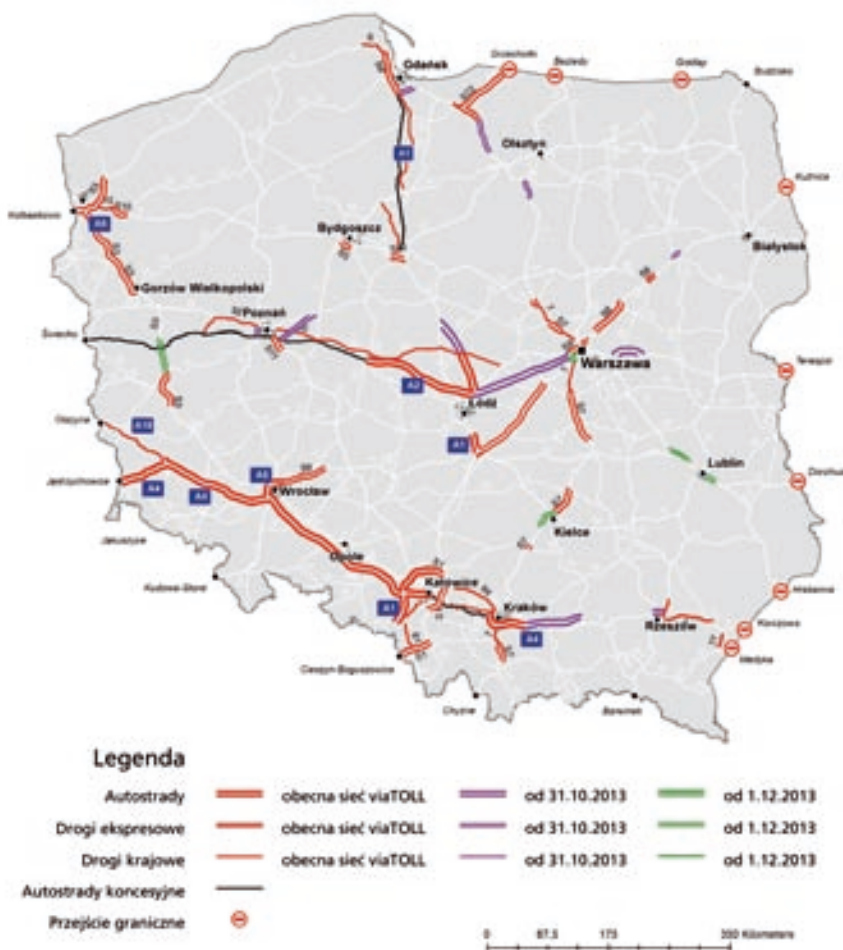 Gdańsk
Grzechotki
Bezledy
Gołdap
Budzisko
Olsztyn
A1
Kuźnica
Kołbaskowo
A6
Bydgoszcz
Białystok
Gorzów Wielkopolski
Poznań
Świecko
Warszawa
Terespol
A2
Łódź
Olszyna
A18
A1
Lublin
Jędrzychowice
A4
A4
Wrocław
Dorohusk
Kielce
Jakuszyce
Opole
Kudowa-Słone
Katowice
Hrebenne
A1
Kraków
A4
Rzeszów
Korczowa
Medyka
Cieszyn-Boguszowice
Chyżne
Barwinek
Legenda
Autostrady obecna sieć viaTOLL od 31.10.2013 od 1.12.2013
Drogi ekspresowe obecna sieć viaTOLL od 31.10.2013 od 1.12.2013
Drogi krajowe obecna sieć viaTOLL od 31.10.2013 od 1.12.2013
Autostrady koncesyjne
Przejście graniczne
0 87,5 175 350 Kilometers